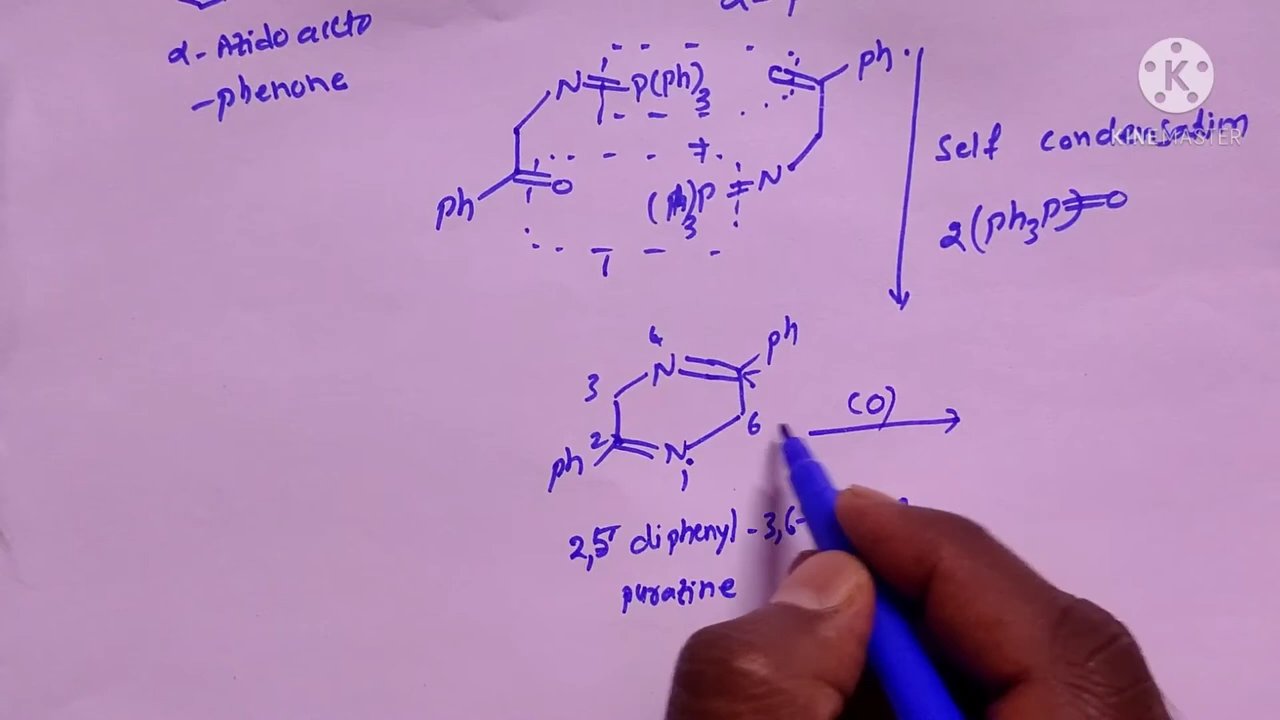 α - Azido aceto
- phenone
N=P(Ph)3
O
Ph
Ph
O
+
(Ph)3P=N
Self condensation
2(Ph3P)=O
KINEMASTER
4
N
Ph
3
6
2
Ph
N
1
(O)
2,5 diphenyl - 3,6-
pyrazine